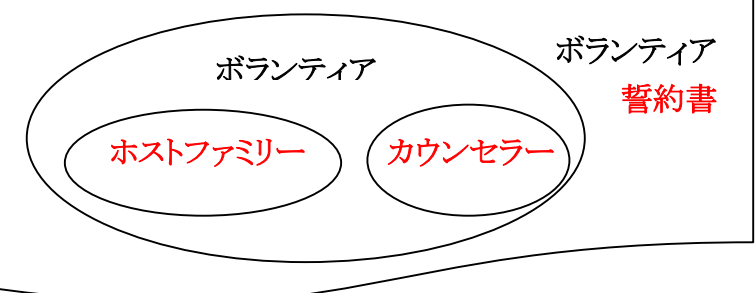 ボランティア
ホストファミリー
カウンセラー
ボランティア
誓約書